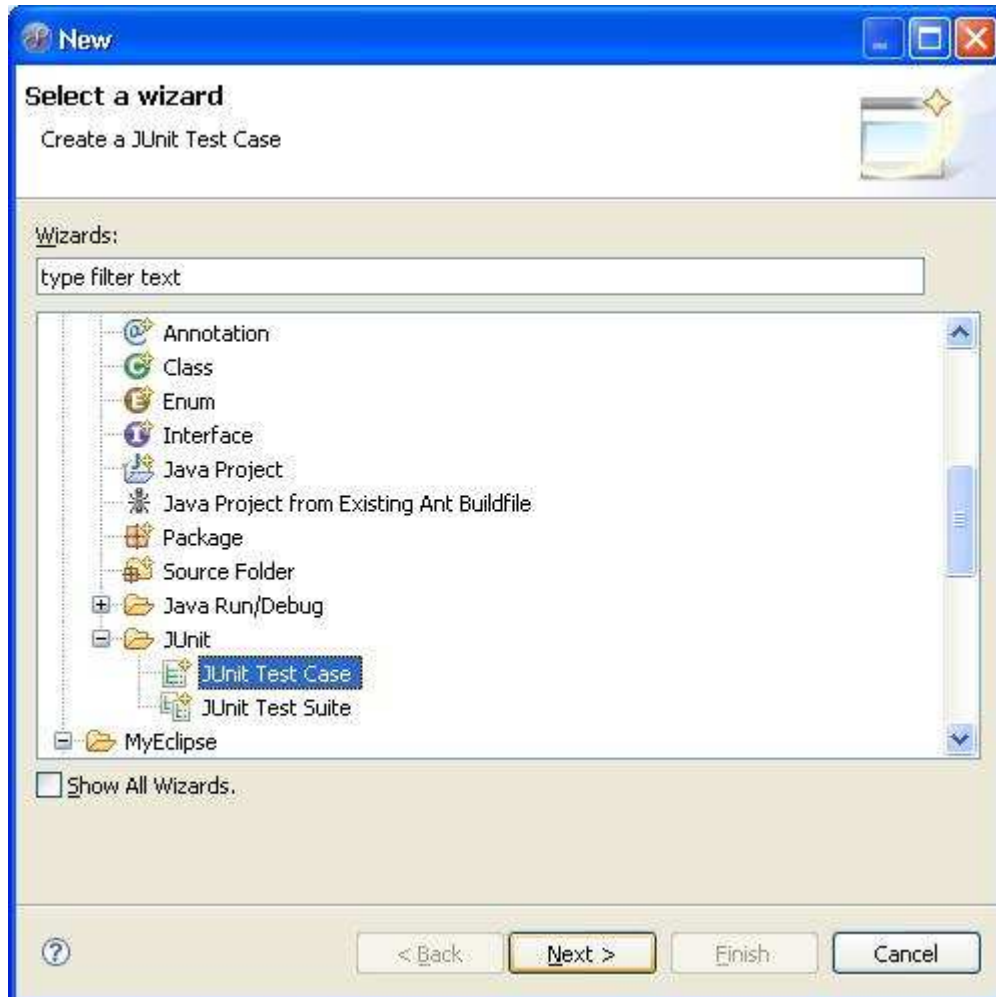 New
Select a wizard
Create a JUnit Test Case
Wizards:
type filter text
Annotation
Class
Enum
Interface
Java Project
Java Project from Existing Ant Buildfile
Package
Source Folder
Java Run/Debug
JUnit
JUnit Test Case
JUnit Test Suite
MyEclipse
Show All Wizards.
< Back Next > Finish Cancel